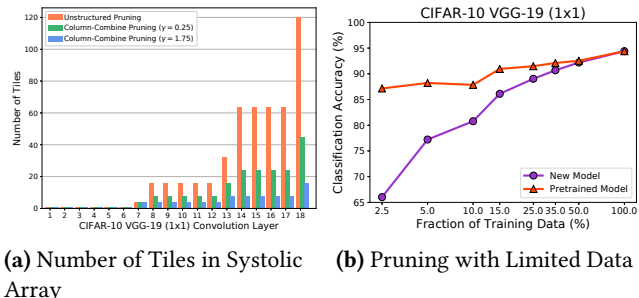 Unstructured Pruning
Column-Combine Pruning (γ = 0.25)
Column-Combine Pruning (γ = 1.75)
Number of Tiles
120
100
80
60
40
20
0
1 2 3 4 5 6 7 8 9 10 11 12 13 14 15 16 17 18
CIFAR-10 VGG-19 (1x1) Convolution Layer
(a) Number of Tiles in Systolic
Array
CIFAR-10 VGG-19 (1x1)
Classification Accuracy (%)
100
95
90
85
80
75
70
65
New Model
Pretrained Model
2.5 5.0 10.0 15.0 25.0 35.0 50.0 100.0
Fraction of Training Data (%)
(b) Pruning with Limited Data